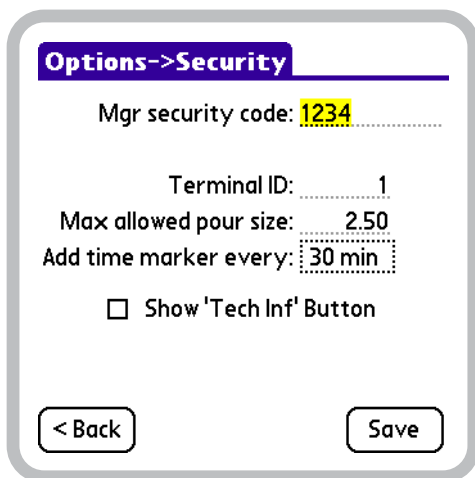 Options->Security
Mgr security code: 1234
Terminal ID: 1
Max allowed pour size: 2.50
Add time marker every: 30 min
Show 'Tech Inf' Button
< Back Save